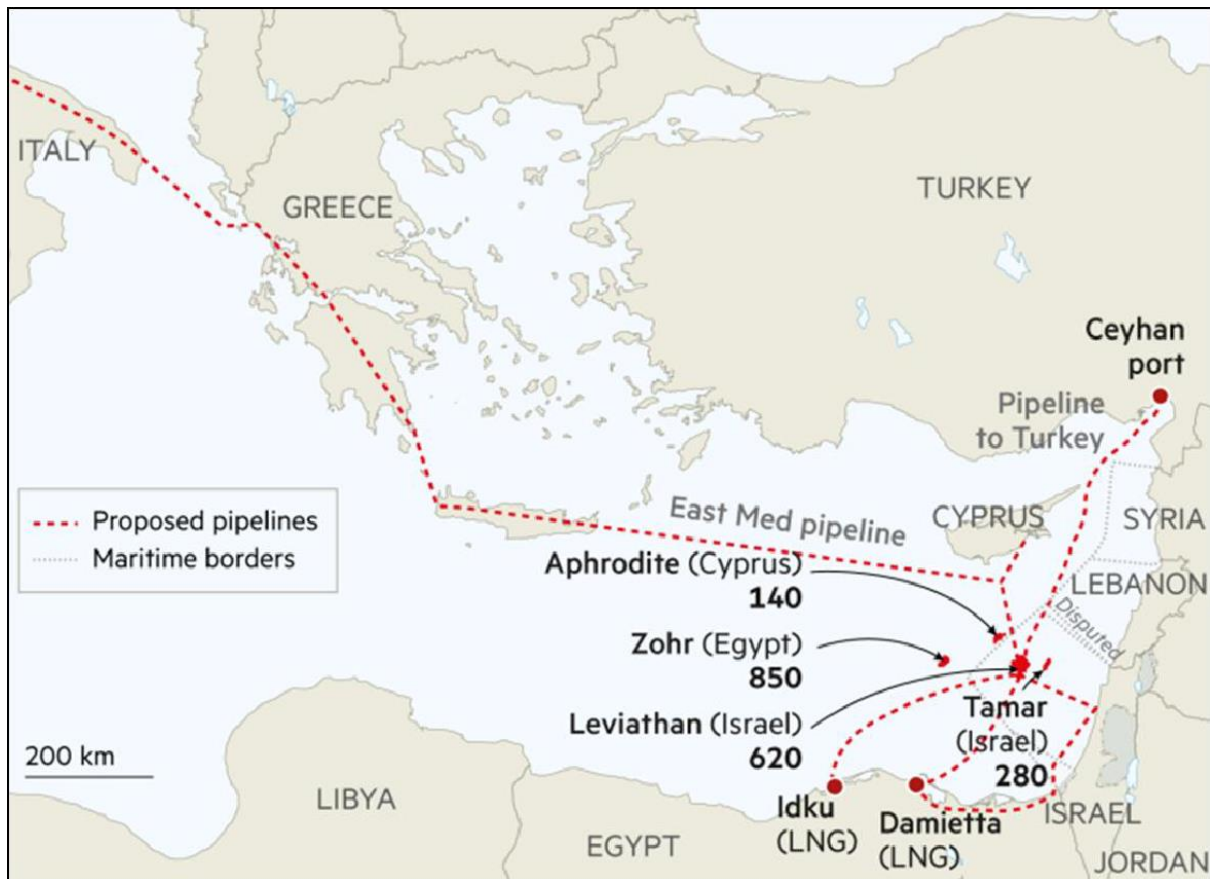 ITALY
GREECE
TURKEY
Ceyhan
port
Pipeline
to Turkey
Proposed pipelines
Maritime borders
East Med pipeline
CYPRUS
SYRIA
LEBANON
Disputed
Aphrodite (Cyprus)
140
Zohr (Egypt)
850
Leviathan (Israel)
620
Tamar
(Israel)
280
200 km
LIBYA
EGYPT
Idku
(LNG)
Damietta
(LNG)
ISRAEL
JORDAN